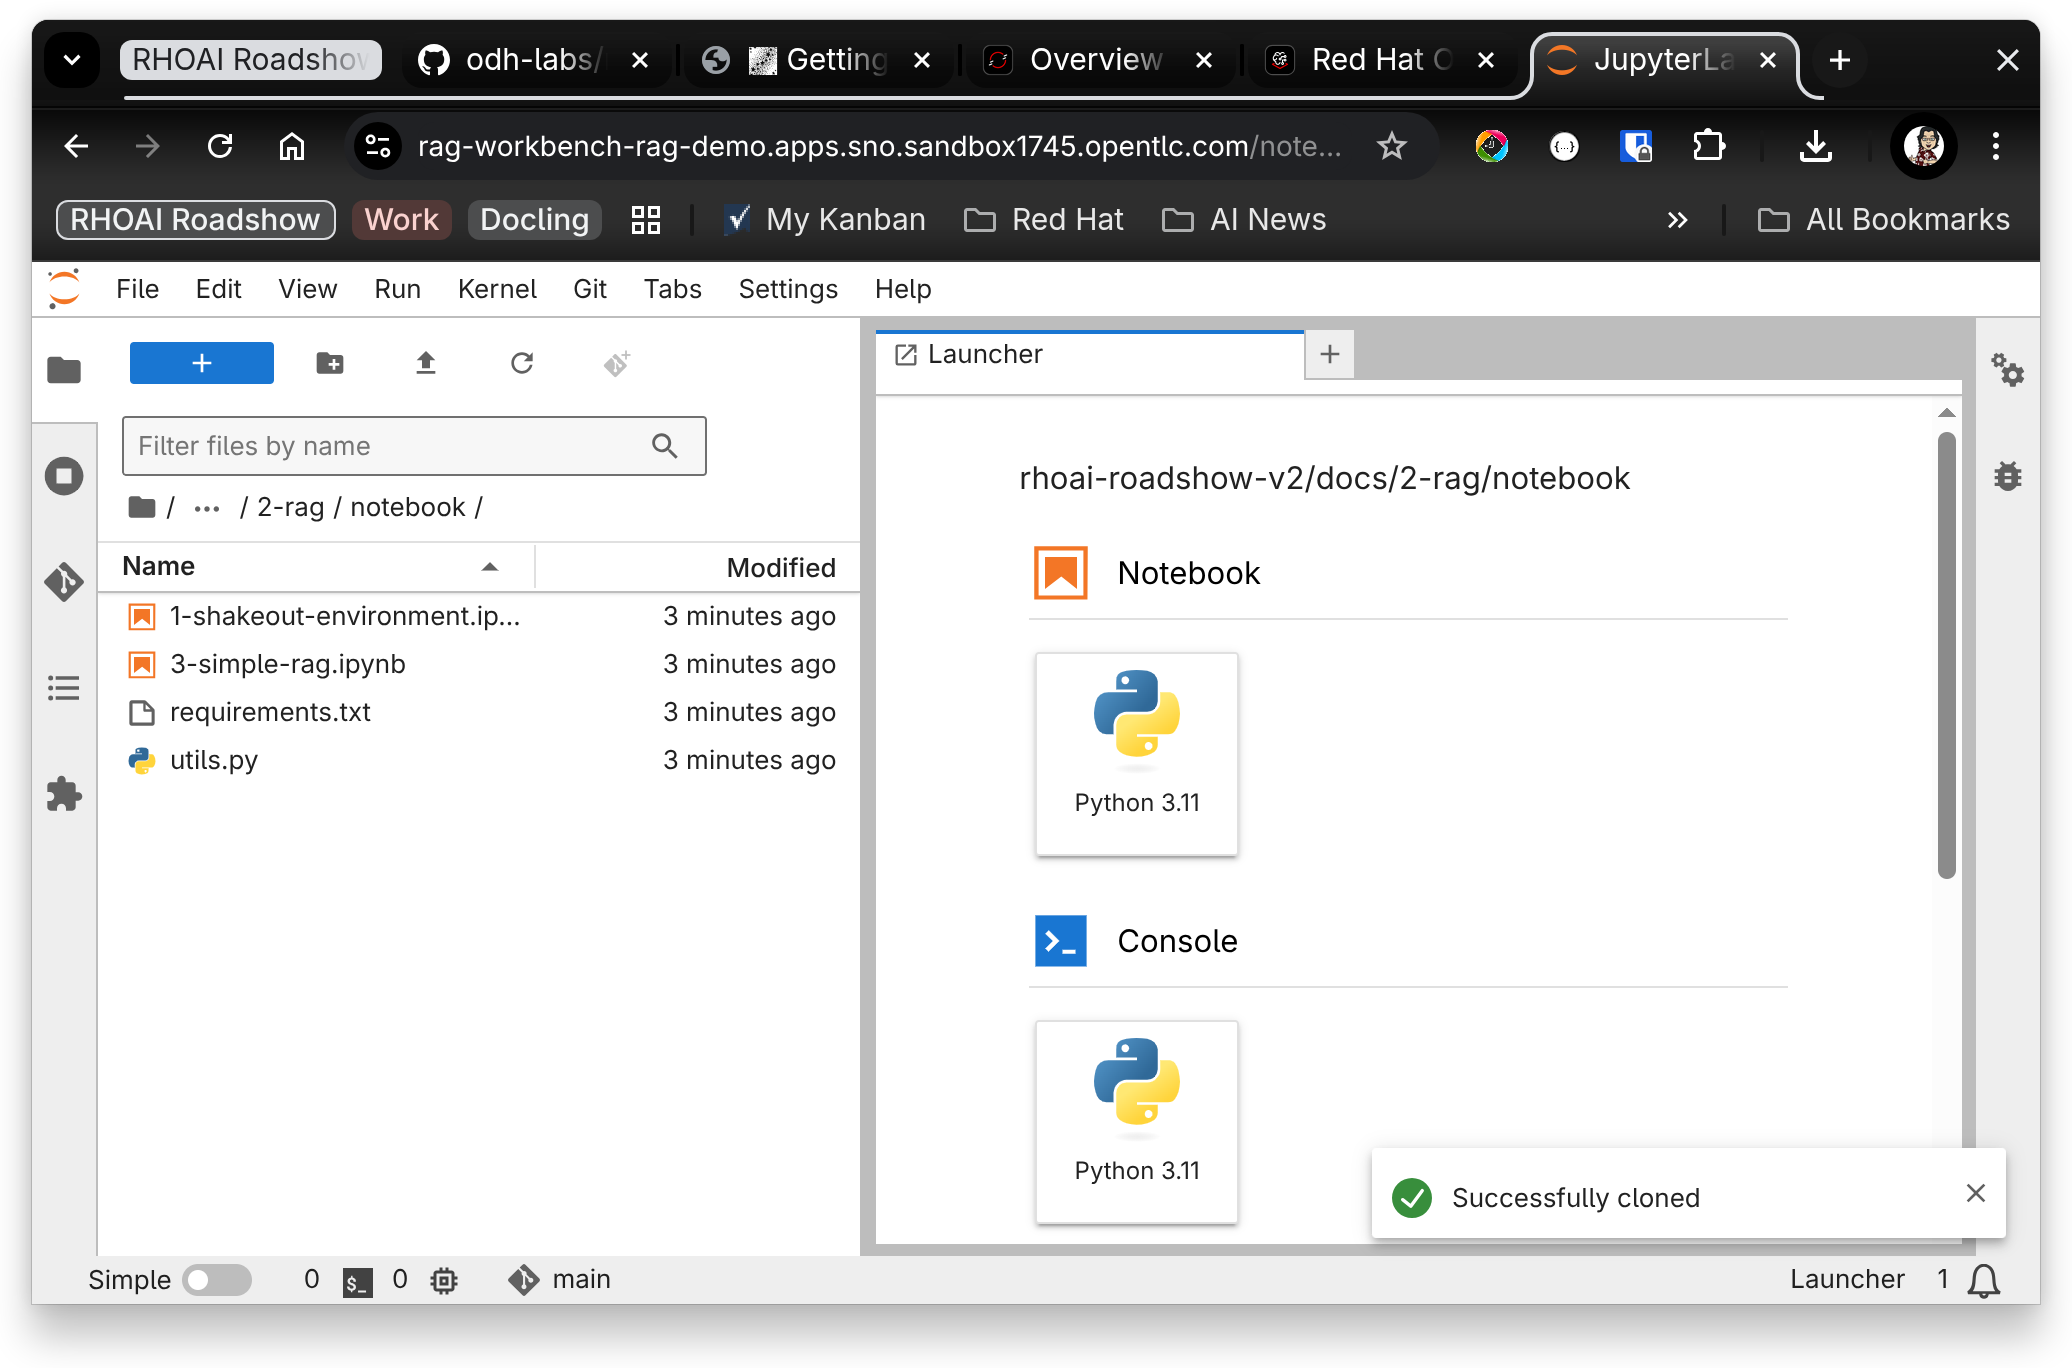 RHOAI Roadshow
odh-labs/
Getting
Overview
Red Hat O
JupyterLa
rag-workbench-rag-demo.apps.sno.sandbox1745.opentlc.com/note...
RHOAI Roadshow
Work
Docling
My Kanban
Red Hat
AI News
All Bookmarks
File Edit View Run Kernel Git Tabs Settings Help
Filter files by name
/ ··· / 2-rag / notebook /
Name Modified
1-shakeout-environment.ip... 3 minutes ago
3-simple-rag.ipynb 3 minutes ago
requirements.txt 3 minutes ago
utils.py 3 minutes ago
Launcher
rhoai-roadshow-v2/docs/2-rag/notebook
Notebook
Python 3.11
Console
Python 3.11
Successfully cloned
Simple 0 $_ 0 main Launcher 1